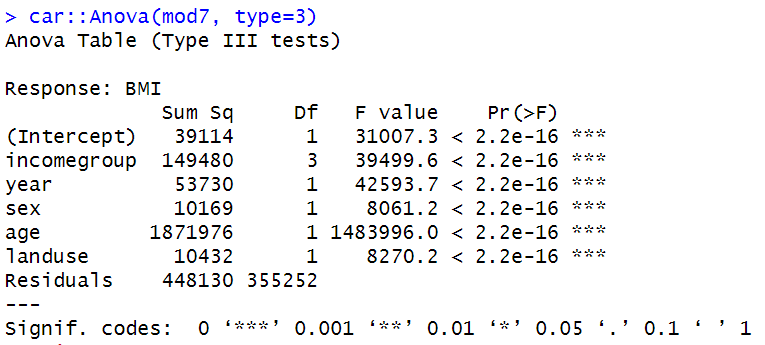 > car::Anova(mod7, type=3)
Anova Table (Type III tests)

Response: BMI
             Sum Sq     Df   F value    Pr(>F)
(Intercept)   39114      1   31007.3 < 2.2e-16 ***
incomegroup  149480      3   39499.6 < 2.2e-16 ***
year          53730      1   42593.7 < 2.2e-16 ***
sex           10169      1    8061.2 < 2.2e-16 ***
age         1871976      1 1483996.0 < 2.2e-16 ***
landuse       10432      1    8270.2 < 2.2e-16 ***
Residuals    448130 355252
---
Signif. codes:  0 ‘***’ 0.001 ‘**’ 0.01 ‘*’ 0.05 ‘.’ 0.1 ‘ ’ 1